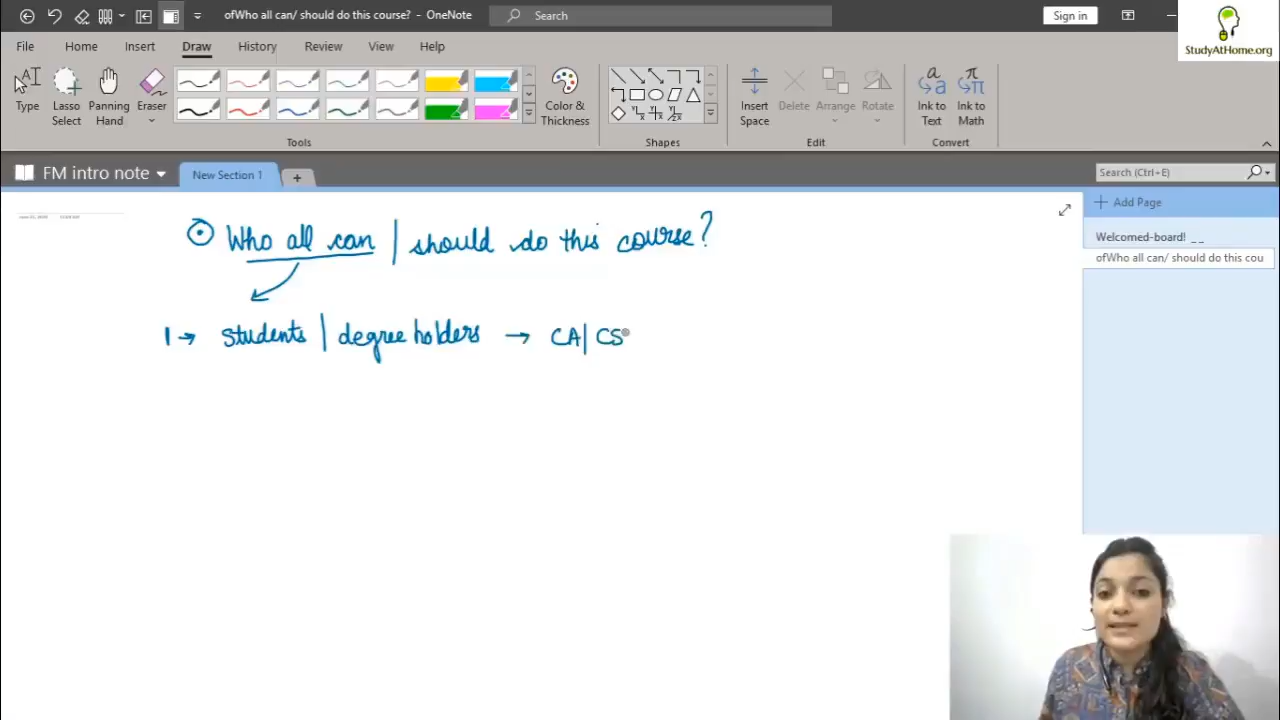 ofWho all can/ should do this course? - OneNote
Search
Sign in
StudyAtHome.org
File Home Insert Draw History Review View Help
Type
Lasso Select
Panning Hand
Eraser
Color & Thickness
Insert Space
Delete
Arrange
Rotate
Ink to Text
Ink to Math
Tools
Shapes
Edit
Convert
FM intro note
New Section 1
Search (Ctrl+E)
Add Page
Welcomed-board! _ _
ofWho all can/ should do this cou
Who all can | should do this course?
1 → Students | degree holders → CA| CS